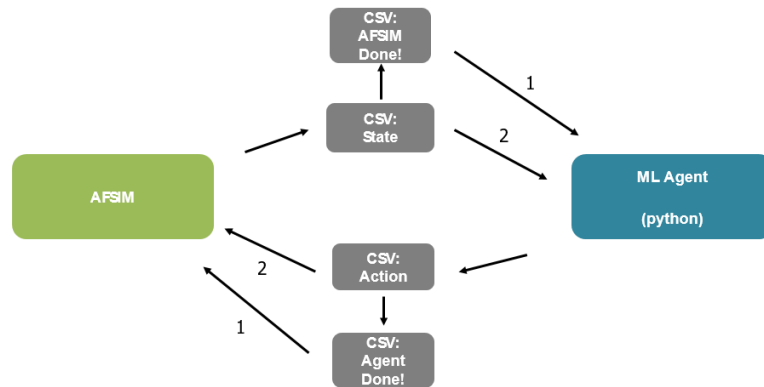 CSV:
AFSIM
Done!
1
CSV:
State
2
AFSIM
ML Agent
(python)
CSV:
Action
2
1
CSV:
Agent
Done!